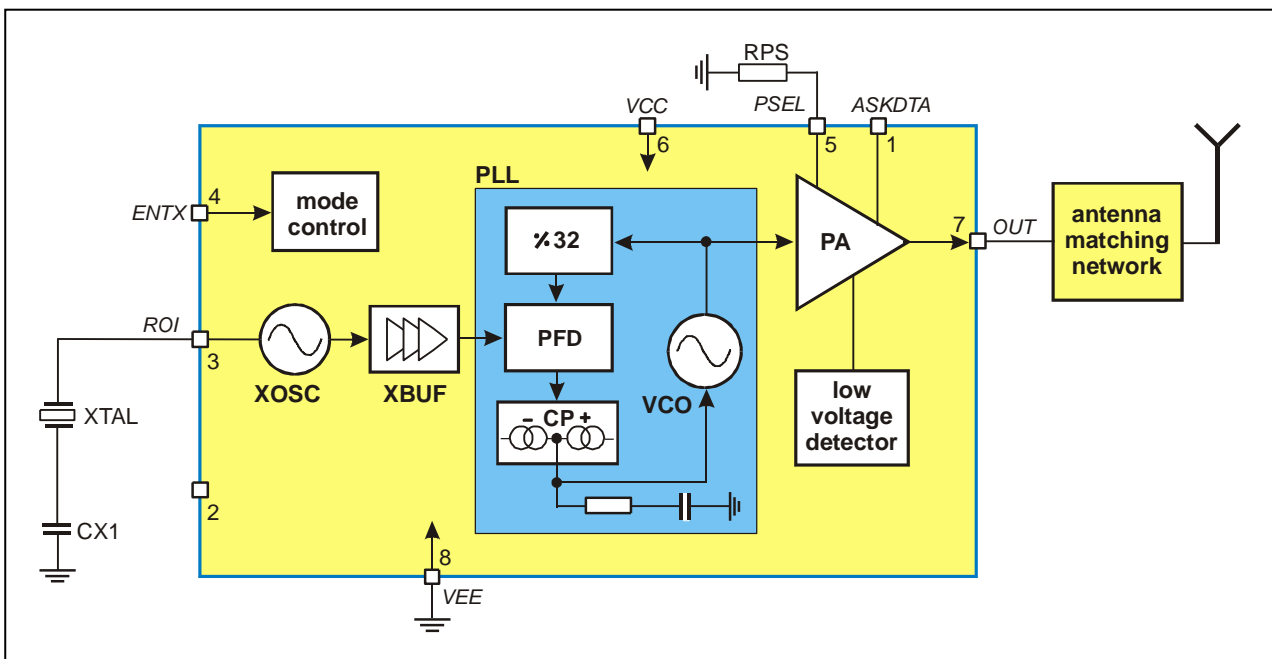 RPS
VCC
PSEL
ASKDTA
6
5
1
PLL
4
ENTX
mode
control
٪32
PA
7
OUT
antenna
matching
network
ROI
3
XOSC
XBUF
PFD
VCO
low
voltage
detector
XTAL
- CP +
2
CX1
8
VEE